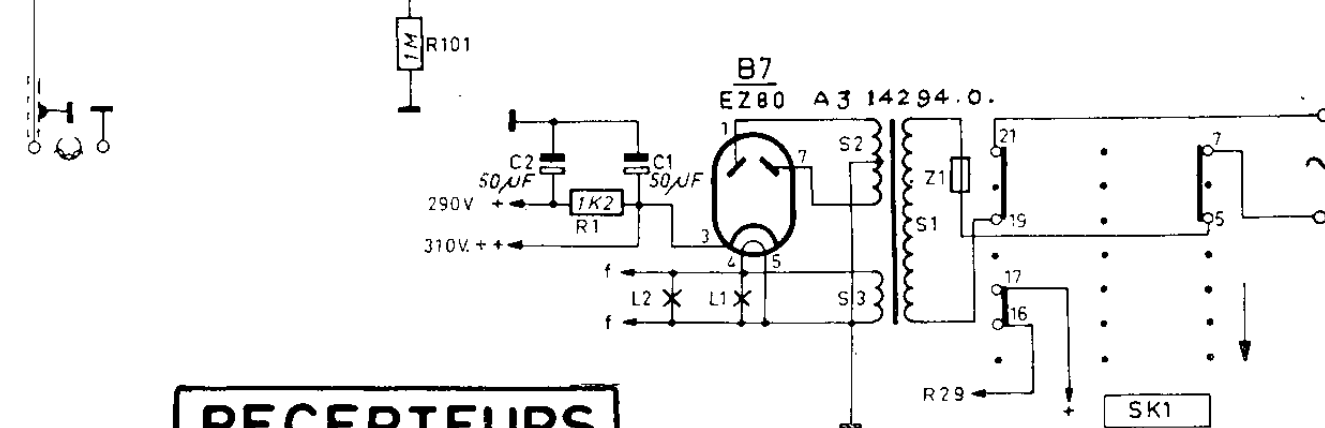 1M R101
B7
EZ80 A3 14294.0.
1 7 S2 21 7
C2 C1 Z1
50µF 50µF
290V + 1K2 S1 19 5
R1
310V. + + 3
4 5
f 17
L2 L1 S3
f 16
R29 + SK1
RECEPTEURS